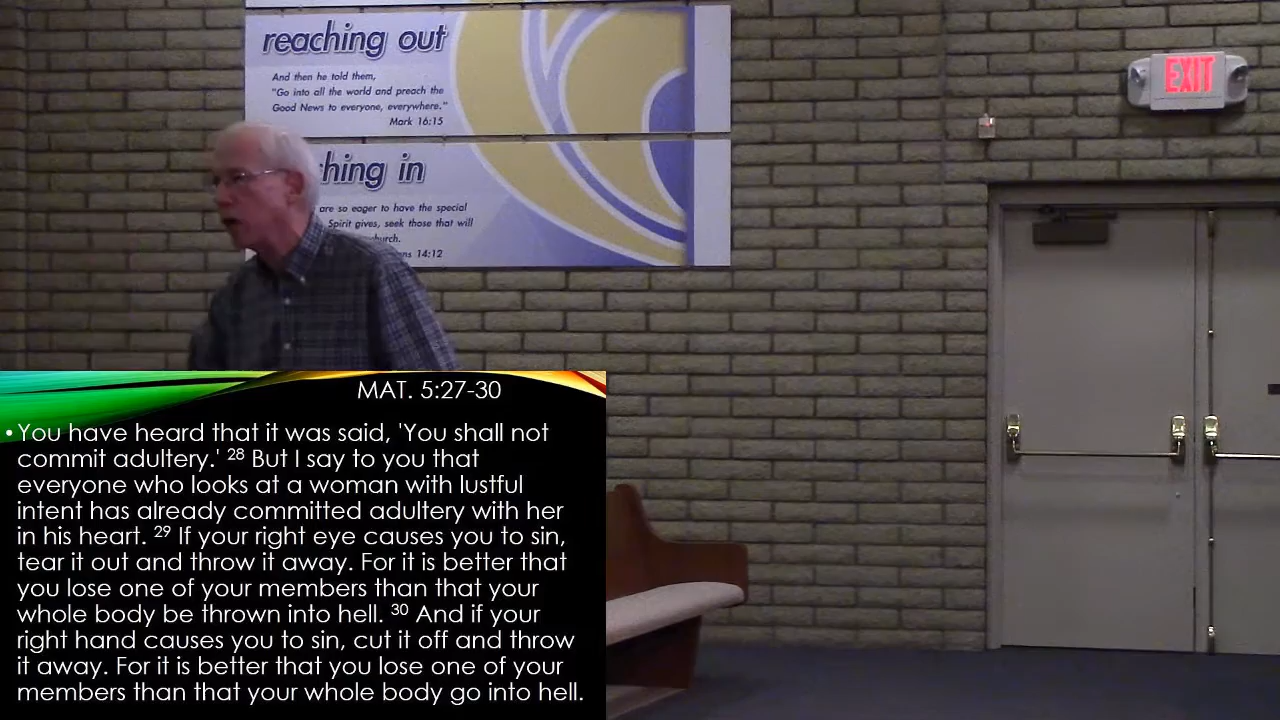 reaching out
And then he told them,
"Go into all the world and preach the
Good News to everyone, everywhere."
Mark 16:15
EXIT
hing in
are so eager to have the special
Spirit gives, seek those that will
hurch.
ns 14:12
MAT. 5:27-30
• You have heard that it was said, 'You shall not
commit adultery.' 28 But I say to you that
everyone who looks at a woman with lustful
intent has already committed adultery with her
in his heart. 29 If your right eye causes you to sin,
tear it out and throw it away. For it is better that
you lose one of your members than that your
whole body be thrown into hell. 30 And if your
right hand causes you to sin, cut it off and throw
it away. For it is better that you lose one of your
members than that your whole body go into hell.